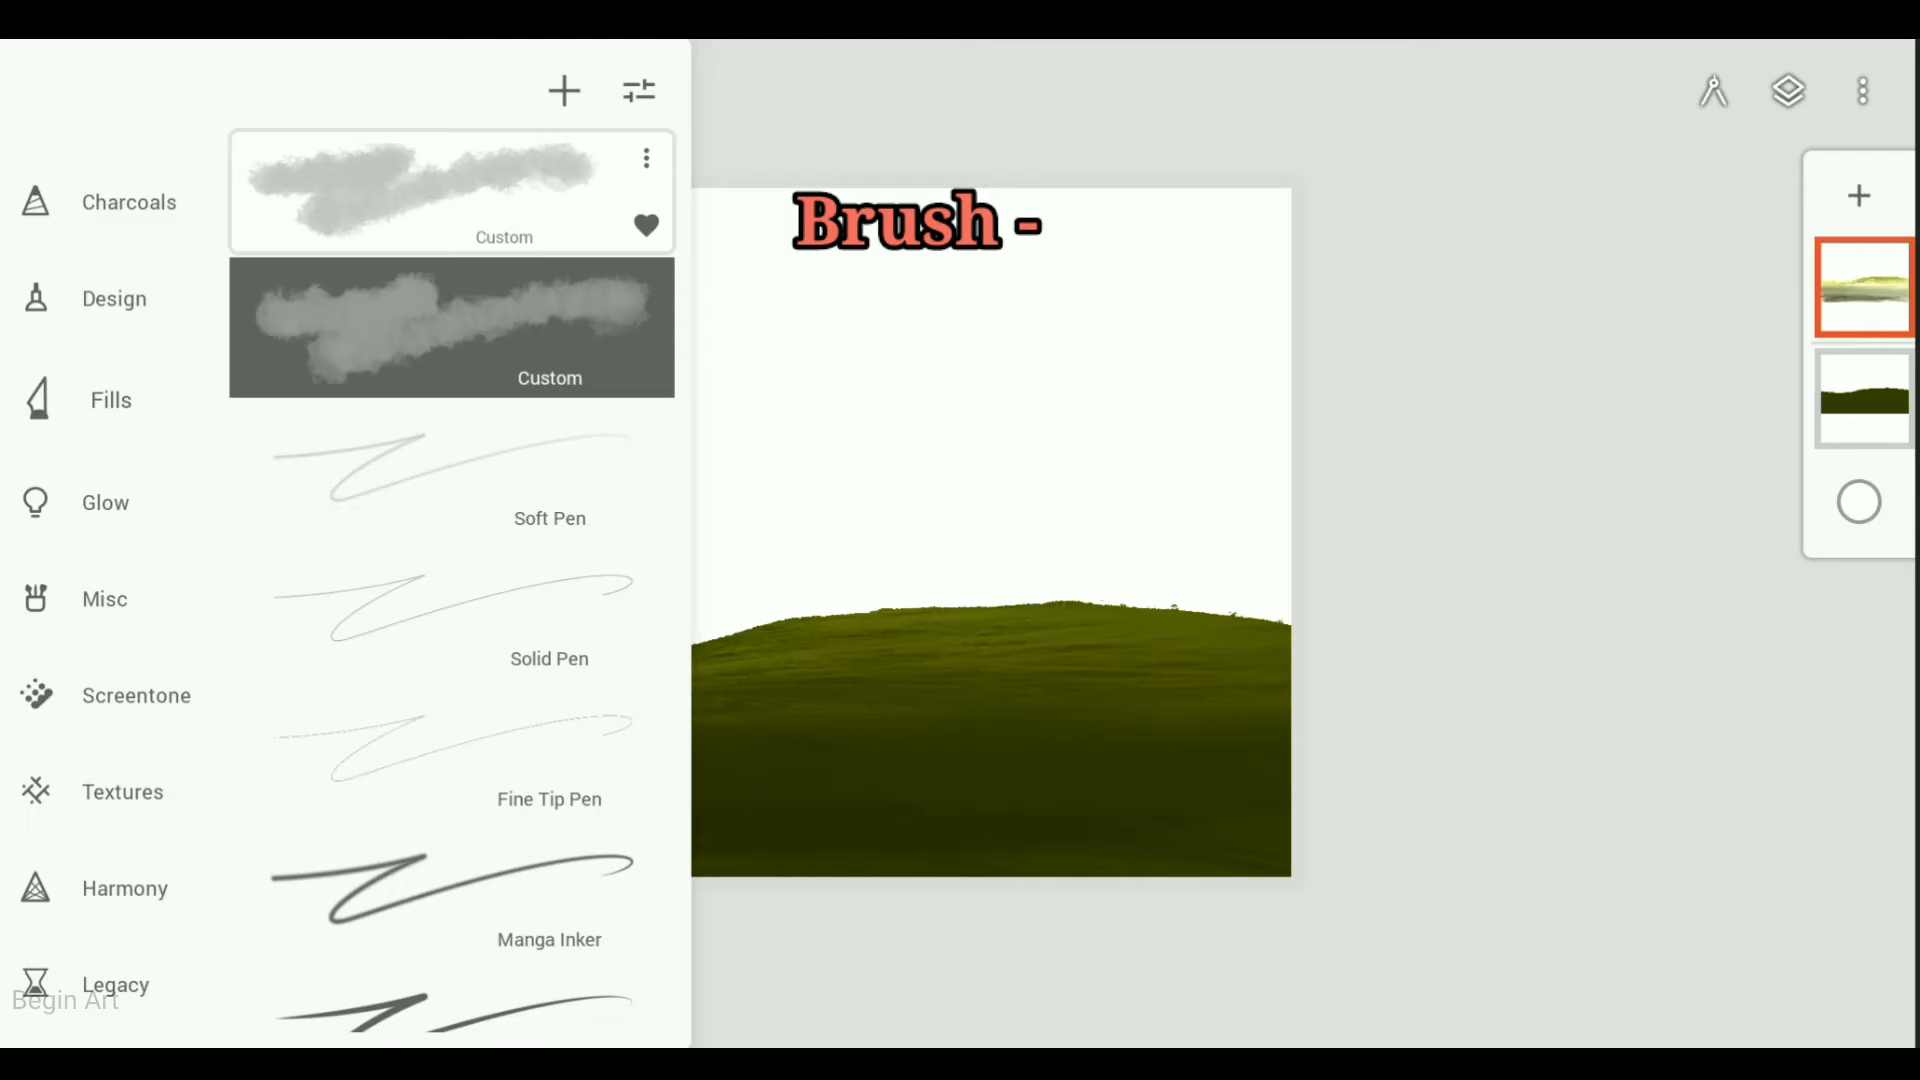 Brush -
Charcoals
Design
Fills
Glow
Misc
Screentone
Textures
Harmony
Legacy
Begin Art
Custom
Custom
Soft Pen
Solid Pen
Fine Tip Pen
Manga Inker